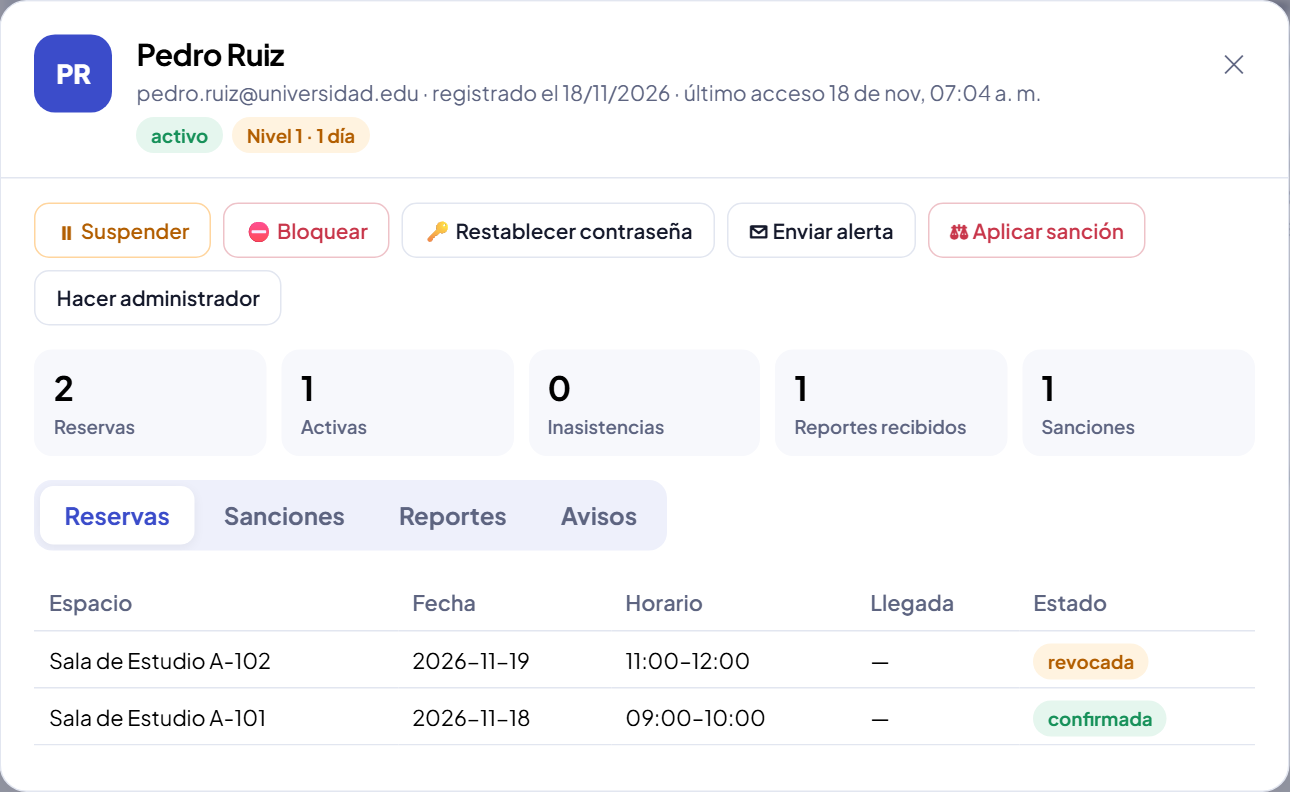 PR
Pedro Ruiz
pedro.ruiz@universidad.edu · registrado el 18/11/2026 · último acceso 18 de nov, 07:04 a. m.
activo Nivel 1 · 1 día
⏸ Suspender ⛔ Bloquear 🔑 Restablecer contraseña ✉ Enviar alerta ⚖ Aplicar sanción
Hacer administrador
2 1 0 1 1
Reservas Activas Inasistencias Reportes recibidos Sanciones
Reservas Sanciones Reportes Avisos
Espacio Fecha Horario Llegada Estado
Sala de Estudio A-102 2026-11-19 11:00–12:00 — revocada
Sala de Estudio A-101 2026-11-18 09:00–10:00 — confirmada